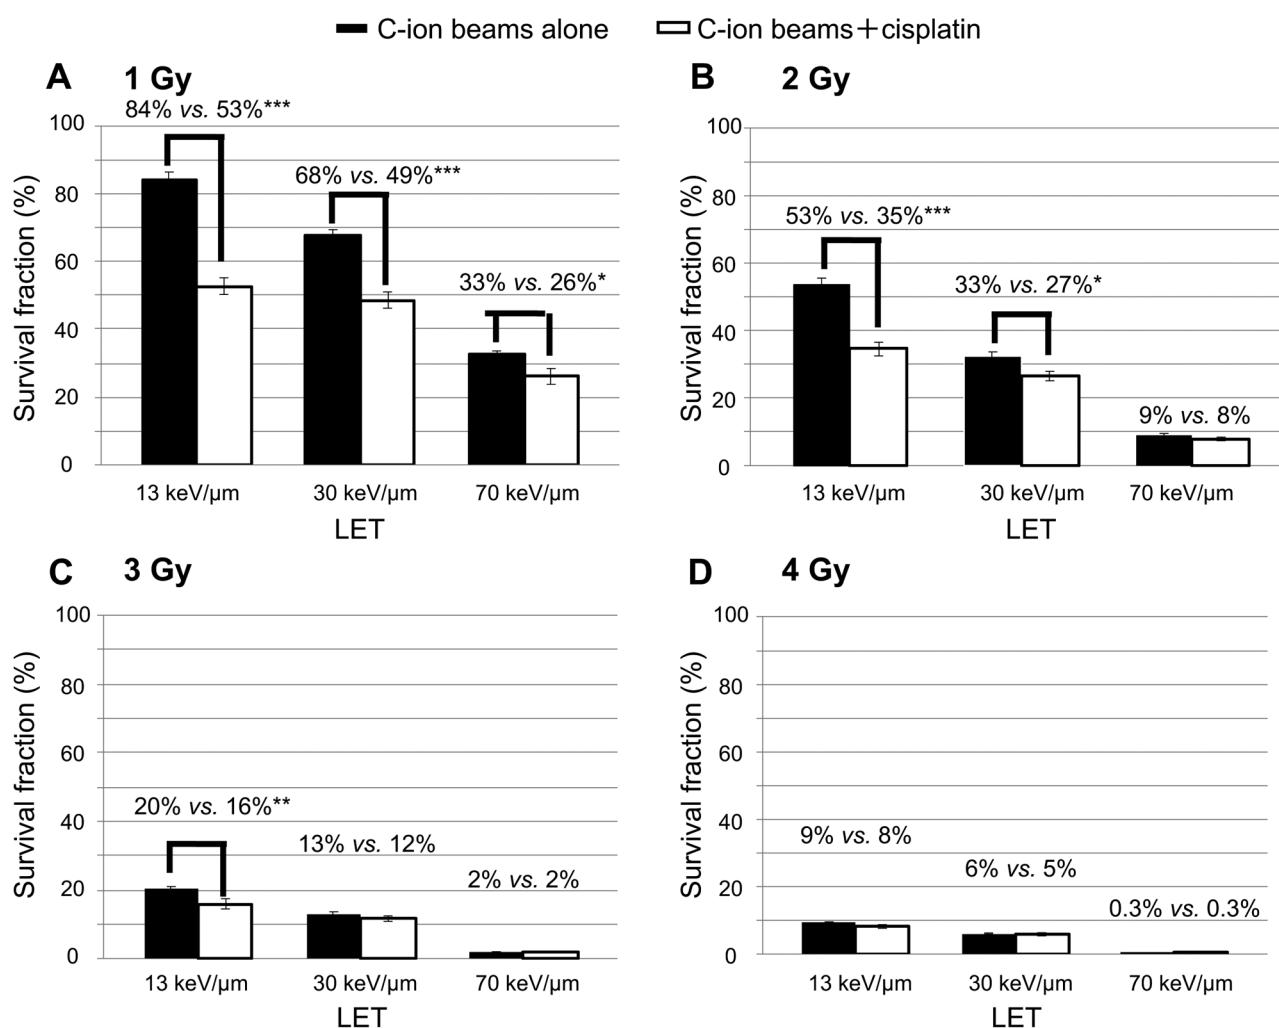 C-ion beams alone C-ion beams+cisplatin
A 1 Gy
84% vs. 53%***
68% vs. 49%***
33% vs. 26%*
Survival fraction (%)
100
80
60
40
20
0
13 keV/μm 30 keV/μm 70 keV/μm
LET
B 2 Gy
53% vs. 35%***
33% vs. 27%*
9% vs. 8%
Survival fraction (%)
100
80
60
40
20
0
13 keV/μm 30 keV/μm 70 keV/μm
LET
C 3 Gy
20% vs. 16%**
13% vs. 12%
2% vs. 2%
Survival fraction (%)
100
80
60
40
20
0
13 keV/μm 30 keV/μm 70 keV/μm
LET
D 4 Gy
9% vs. 8%
6% vs. 5%
0.3% vs. 0.3%
Survival fraction (%)
100
80
60
40
20
0
13 keV/μm 30 keV/μm 70 keV/μm
LET